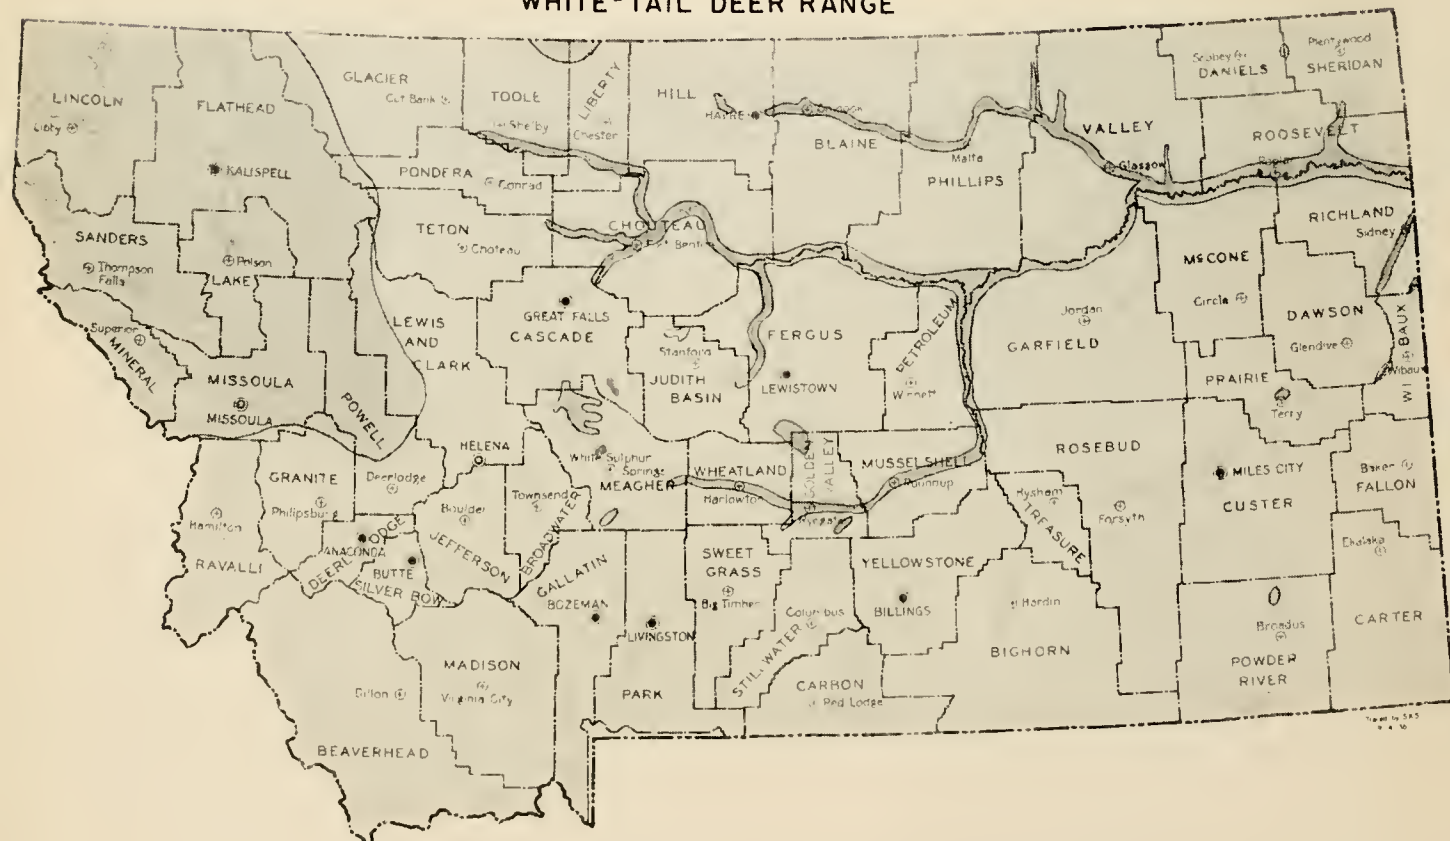 WHITE-TAIL DEER RANGE
LINCOLN
Libby
FLATHEAD
KALISPELL
GLACIER
Cut Bank
TOOLE
Shelby
LIBERTY
Chester
HILL
HAVRE
BLAINE
PHILLIPS
Malta
VALLEY
Glasgow
Scobey
DANIELS
Plentywood
SHERIDAN
ROOSEVELT
RICHLAND
Sidney
SANDERS
Thompson
Falls
LAKE
Polson
PONDERA
Conrad
TETON
Choteau
CHOUTEAU
Fort Benton
McCONE
Circle
DAWSON
Glendive
WIBAUX
Wibaux
Superior
MINERAL
MISSOULA
MISSOULA
POWELL
LEWIS
AND
CLARK
GREAT FALLS
CASCADE
Stanford
JUDITH
BASIN
FERGUS
LEWISTOWN
PETROLEUM
Winnett
Jordan
GARFIELD
PRAIRIE
Terry
HELENA
White Sulphur
Springs
MEAGHER
WHEATLAND
Harlowton
GOLDEN
VALLEY
Ryegate
MUSSELSHELL
Roundup
ROSEBUD
Forsyth
MILES CITY
CUSTER
Baker
FALLON
GRANITE
Philipsburg
Deerlodge
Hamilton
RAVALLI
ANACONDA
DEERLODGE
BUTTE
SILVER BOW
Boulder
JEFFERSON
Townsend
BROADWATER
GALLATIN
BOZEMAN
LIVINGSTON
PARK
SWEET
GRASS
Big Timber
Columbus
STILLWATER
YELLOWSTONE
BILLINGS
Hysham
TREASURE
Hardin
BIGHORN
Ekalaka
CARTER
Broadus
POWDER
RIVER
CARBON
Red Lodge
MADISON
Virginia City
Dillon
BEAVERHEAD